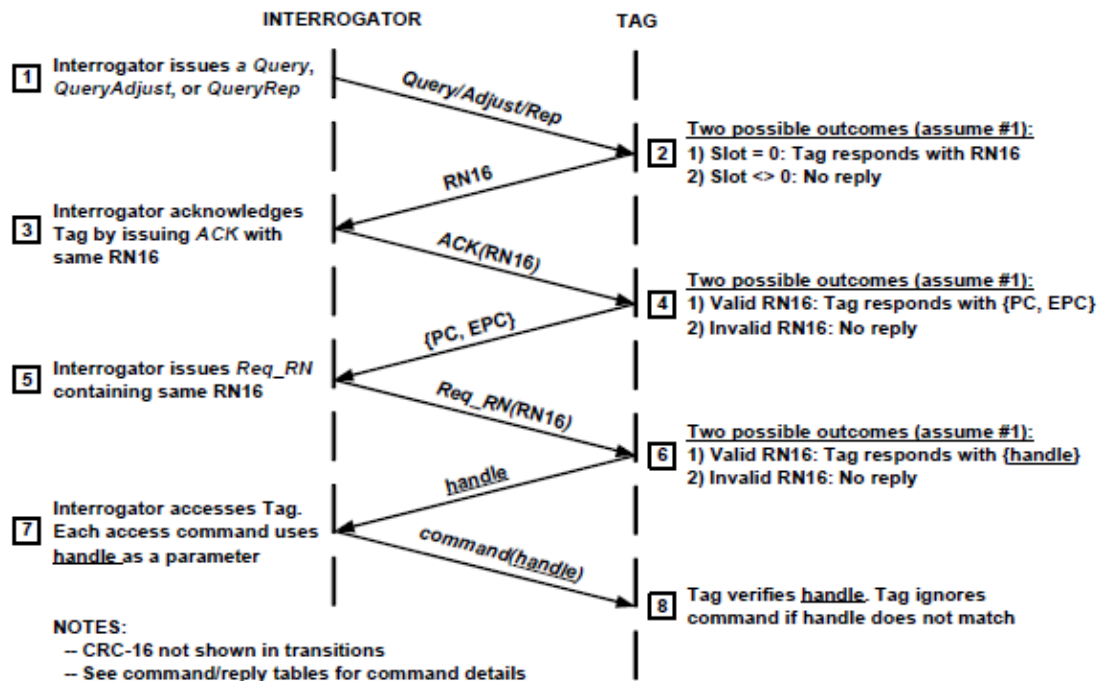 INTERROGATOR
TAG
1
Interrogator issues a Query,
QueryAdjust, or QueryRep
Query/Adjust/Rep
2
Two possible outcomes (assume #1):
1) Slot = 0: Tag responds with RN16
2) Slot <> 0: No reply
RN16
3
Interrogator acknowledges
Tag by issuing ACK with
same RN16
ACK(RN16)
4
Two possible outcomes (assume #1):
1) Valid RN16: Tag responds with {PC, EPC}
2) Invalid RN16: No reply
{PC, EPC}
5
Interrogator issues Req_RN
containing same RN16
Req_RN(RN16)
6
Two possible outcomes (assume #1):
1) Valid RN16: Tag responds with {handle}
2) Invalid RN16: No reply
handle
7
Interrogator accesses Tag.
Each access command uses
handle as a parameter
command(handle)
8
Tag verifies handle. Tag ignores
command if handle does not match
NOTES:
-- CRC-16 not shown in transitions
-- See command/reply tables for command details